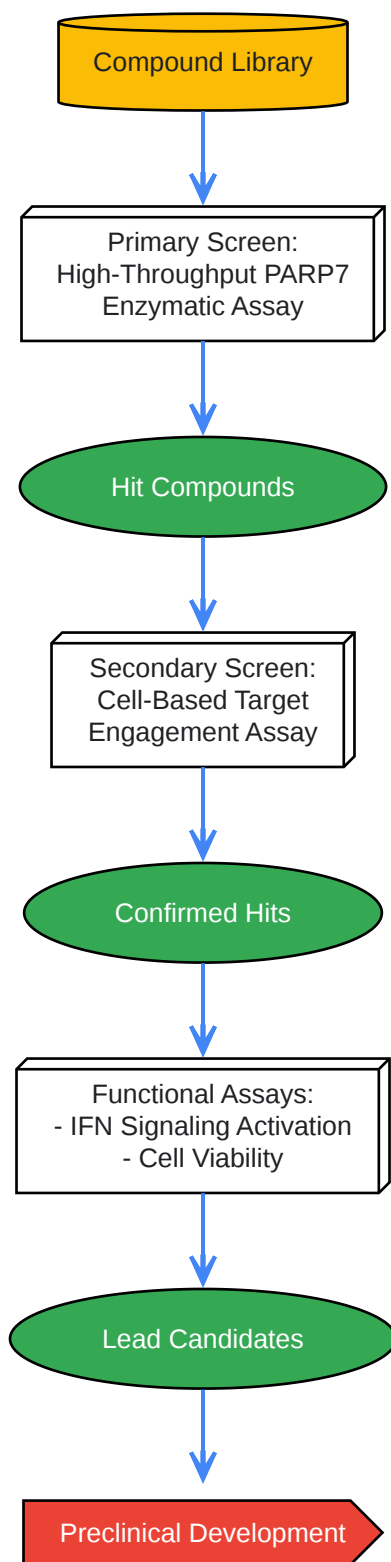 Compound Library
Primary Screen:
High-Throughput PARP7
Enzymatic Assay
Hit Compounds
Secondary Screen:
Cell-Based Target
Engagement Assay
Confirmed Hits
Functional Assays:
- IFN Signaling Activation
- Cell Viability
Lead Candidates
Preclinical Development